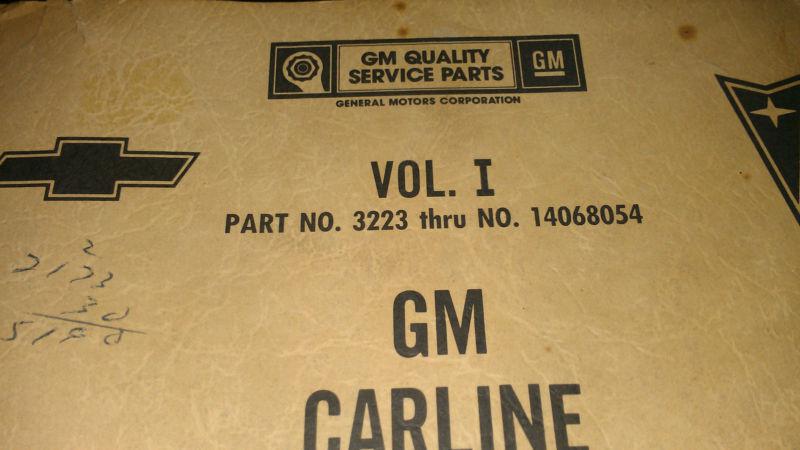 GM QUALITY
SERVICE PARTS
GM
GENERAL MOTORS CORPORATION
VOL. I
PART NO. 3223 thru NO. 14068054
GM
CARLINE